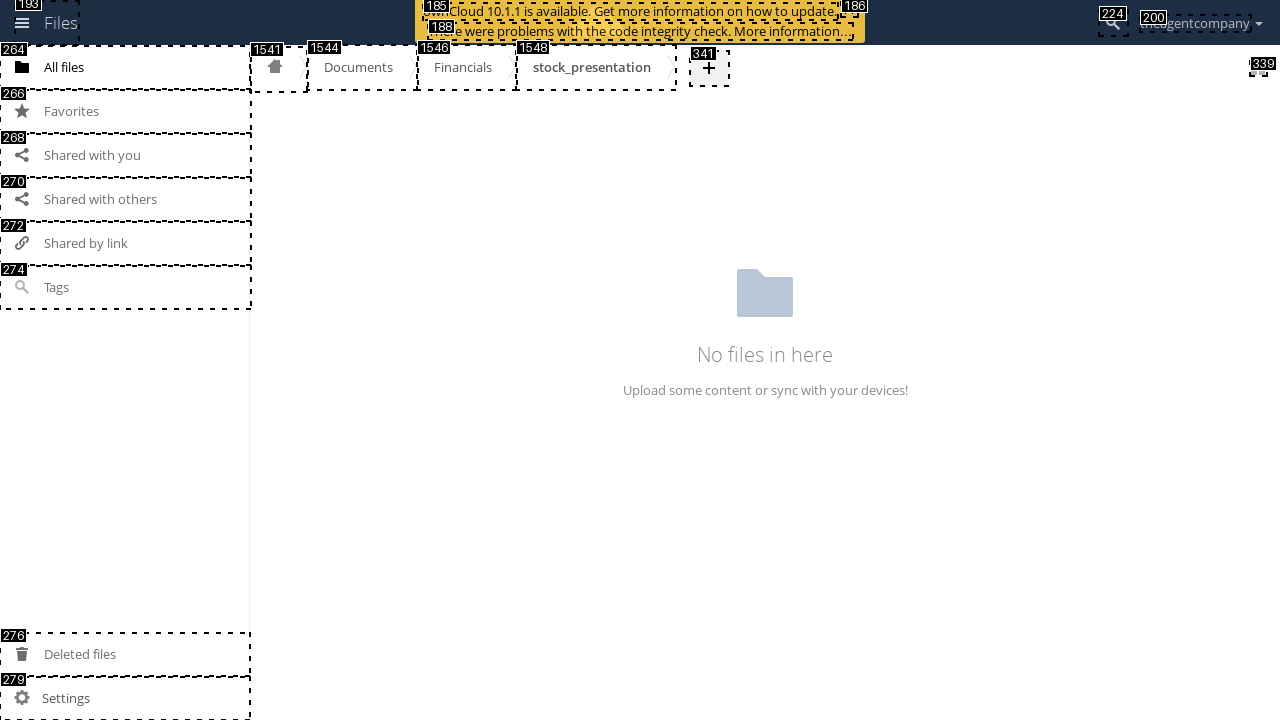 193
Files
185
Cloud 10.1.1 is available. Get more information on how to update.
186
188
e were problems with the code integrity check. More information…
224
200
agentcompany
264
All files
1541
1544
Documents
1546
Financials
1548
stock_presentation
341
+
339
266
Favorites
268
Shared with you
270
Shared with others
272
Shared by link
274
Tags
No files in here
Upload some content or sync with your devices!
276
Deleted files
279
Settings